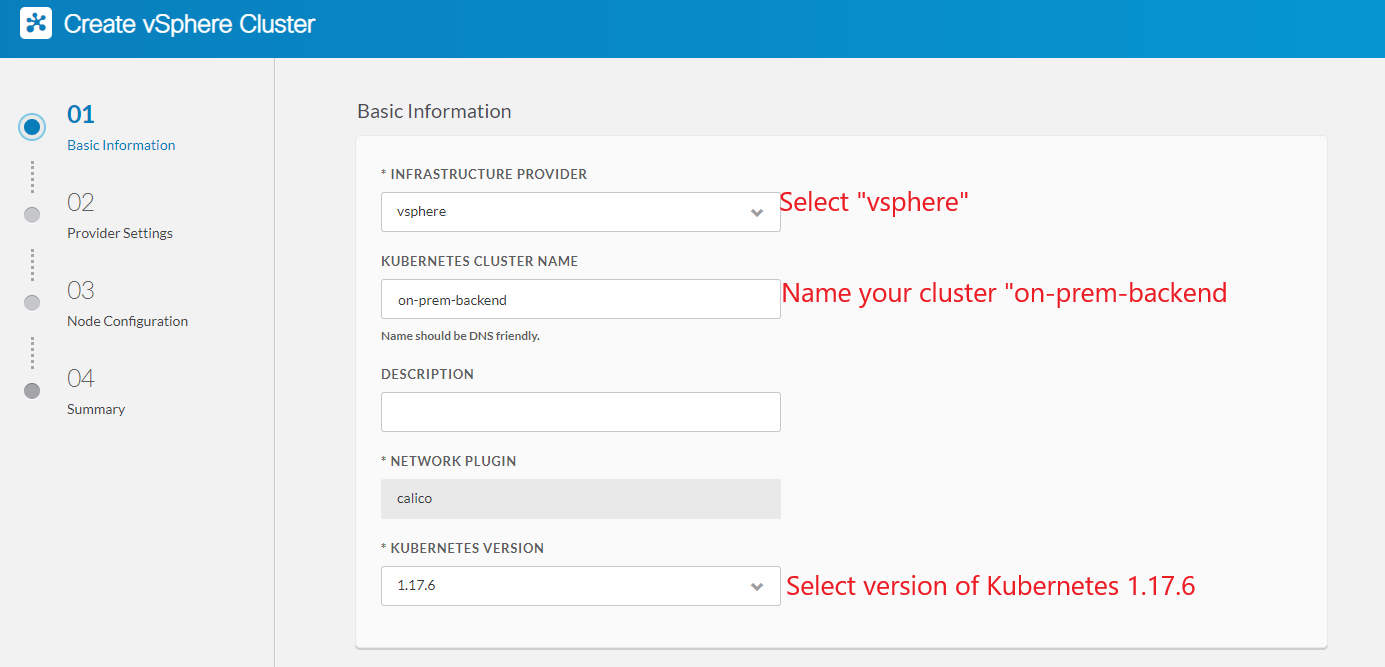 Create vSphere Cluster
01
Basic Information
02
Provider Settings
03
Node Configuration
04
Summary
Basic Information
* INFRASTRUCTURE PROVIDER
vsphere
Select "vsphere"
KUBERNETES CLUSTER NAME
on-prem-backend
Name your cluster "on-prem-backend
Name should be DNS friendly.
DESCRIPTION
* NETWORK PLUGIN
calico
* KUBERNETES VERSION
1.17.6
Select version of Kubernetes 1.17.6